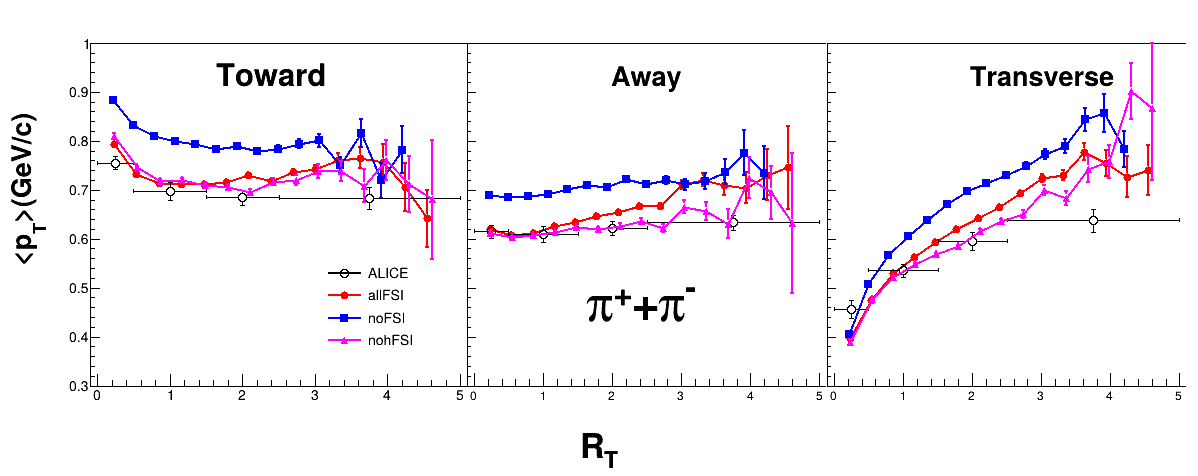 Toward
Away
Transverse
<p_T>(GeV/c)
1
0.9
0.8
0.7
0.6
0.5
0.4
0.3
ALICE
allFSI
noFSI
nohFSI
π⁺+π⁻
0 1 2 3 4 5
0 1 2 3 4 5
0 1 2 3 4 5
R_T